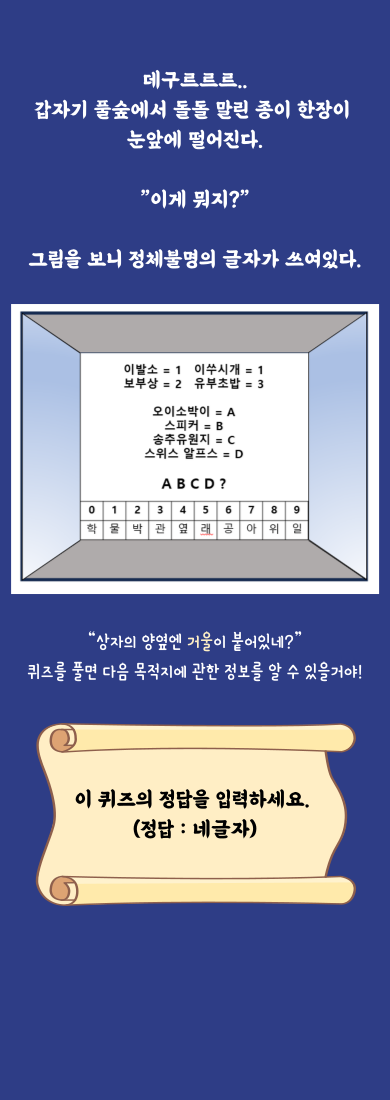 데구르르르..
갑자기 풀숲에서 돌돌 말린 종이 한장이
눈앞에 떨어진다.
”이게 뭐지?”
그림을 보니 정체불명의 글자가 쓰여있다.
이발소 = 1 이쑤시개 = 1
보부상 = 2 유부초밥 = 3
오이소박이 = A
스피커 = B
송추유원지 = C
스위스 알프스 = D
A B C D ?
0 1 2 3 4 5 6 7 8 9
학 물 박 관 옆 래 공 아 위 일
“상자의 양옆엔 거울이 붙어있네?”
퀴즈를 풀면 다음 목적지에 관한 정보를 알 수 있을거야!
이 퀴즈의 정답을 입력하세요.
(정답 : 네글자)